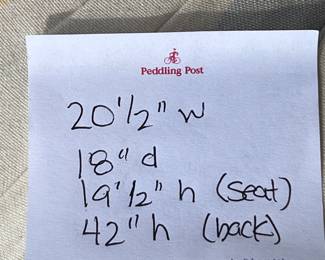 Peddling Post
20 1/2" w
18" d
19 1/2" h (seat)
42" h (back)